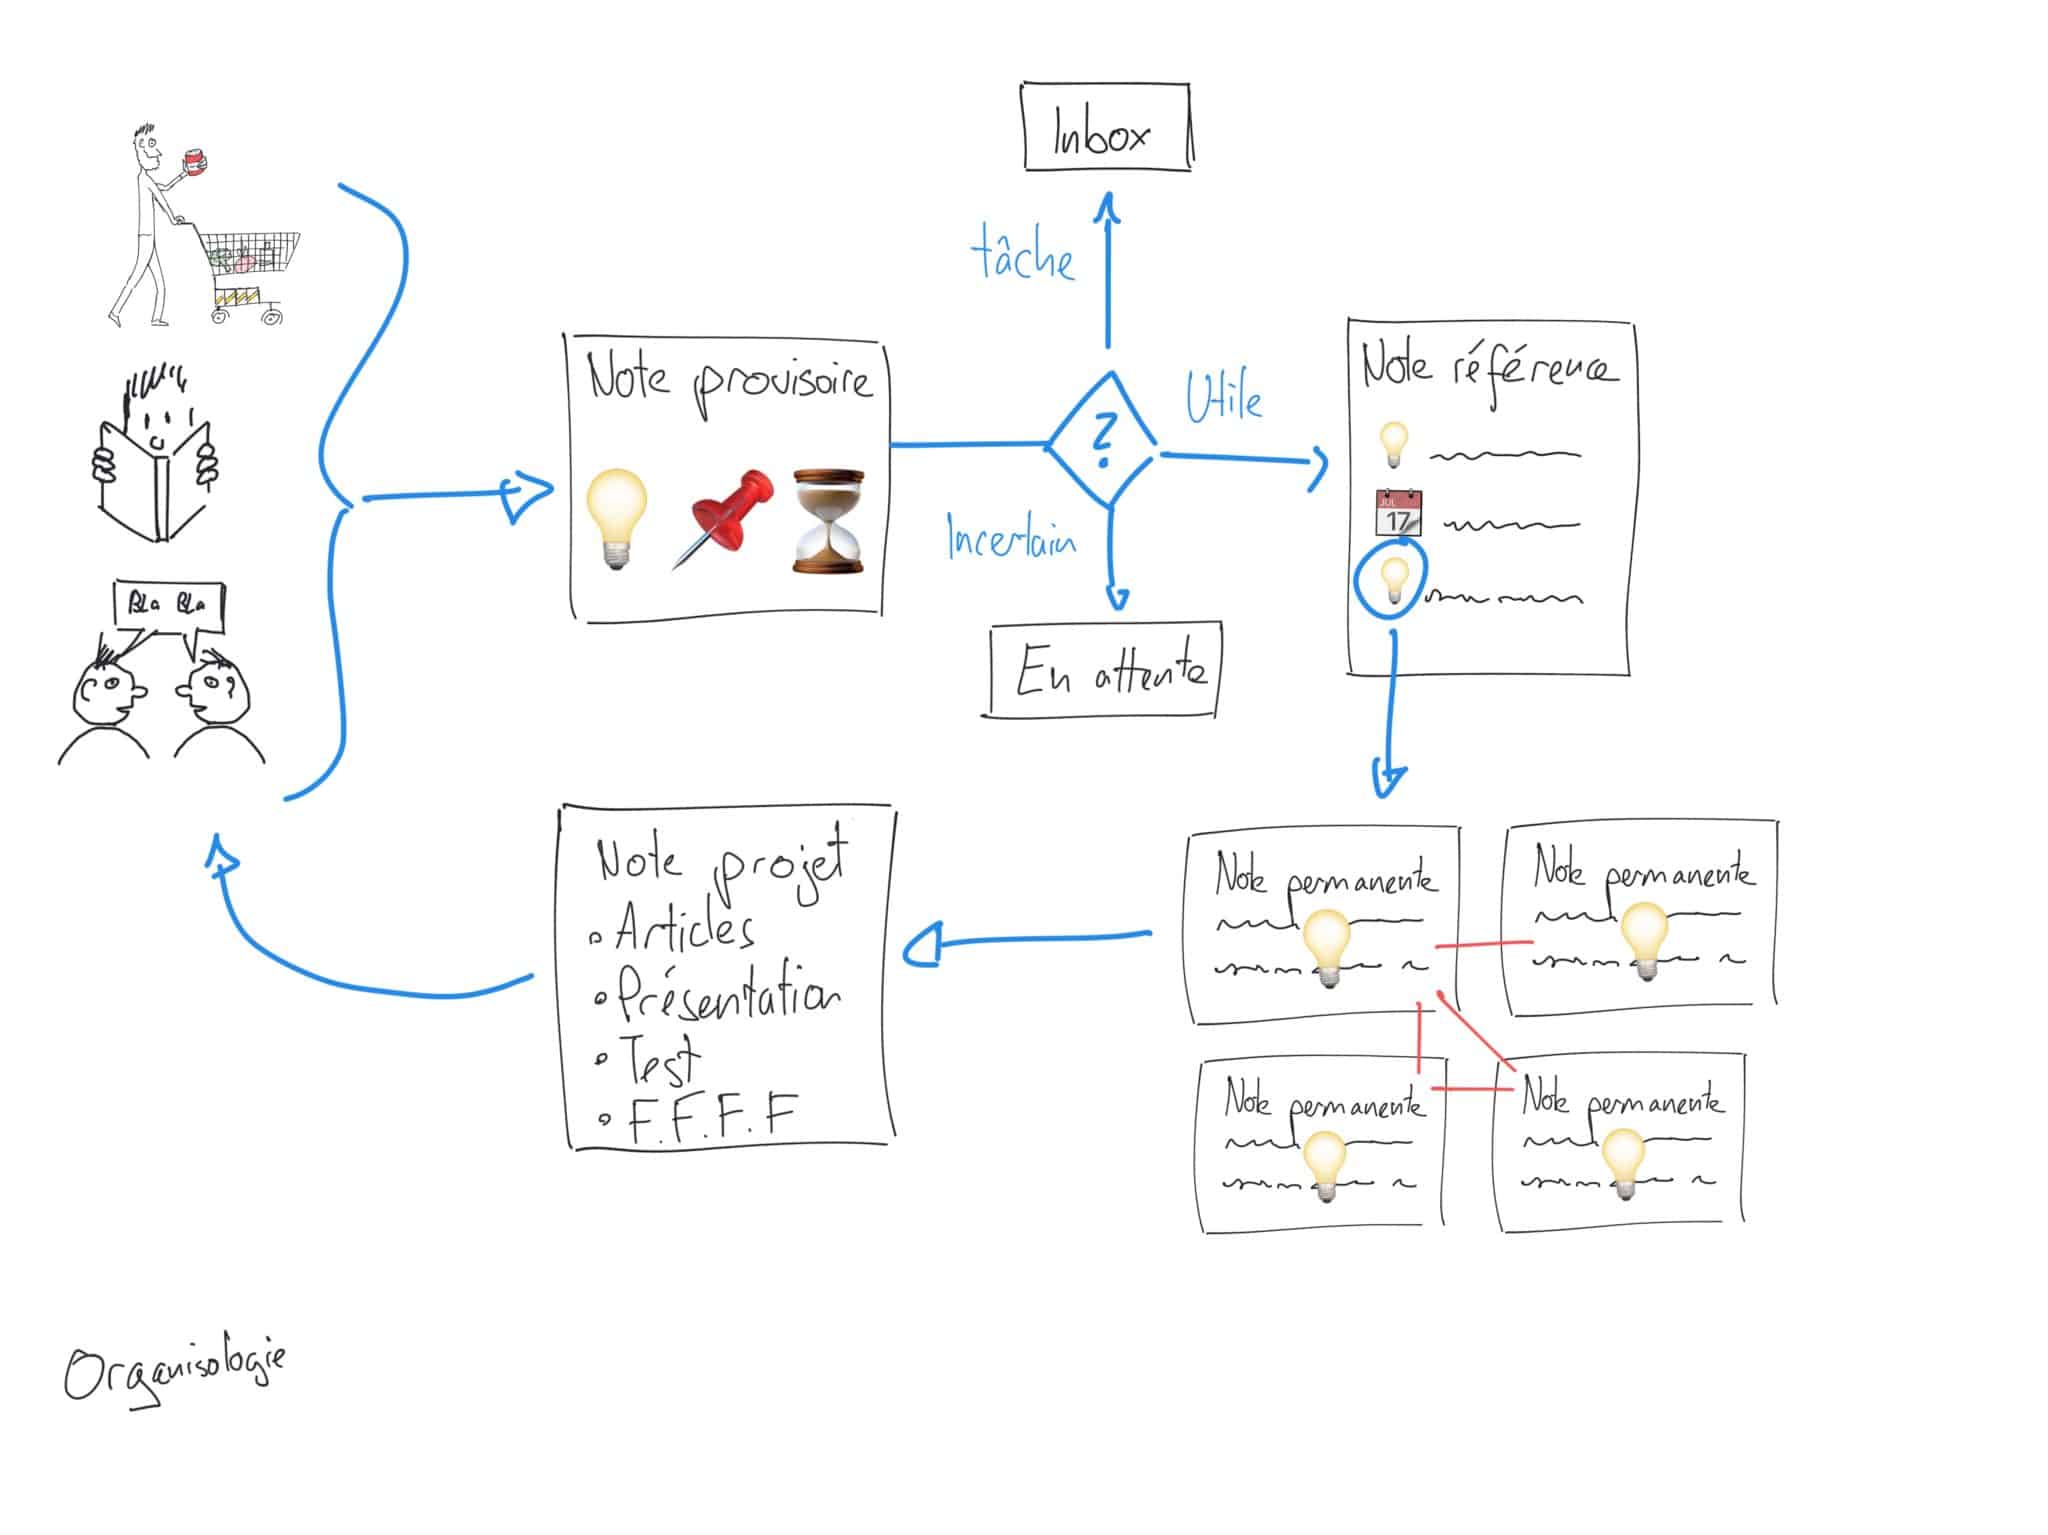 Inbox
tâche
Note provisoire
?
Utile
Note référence
JUL
17
Incertain
Bla Bla
En attente
Note projet
• Articles
• Présentation
• Test
• F.F.F.F
Note permanente
Note permanente
Note permanente
Note permanente
Organisologie